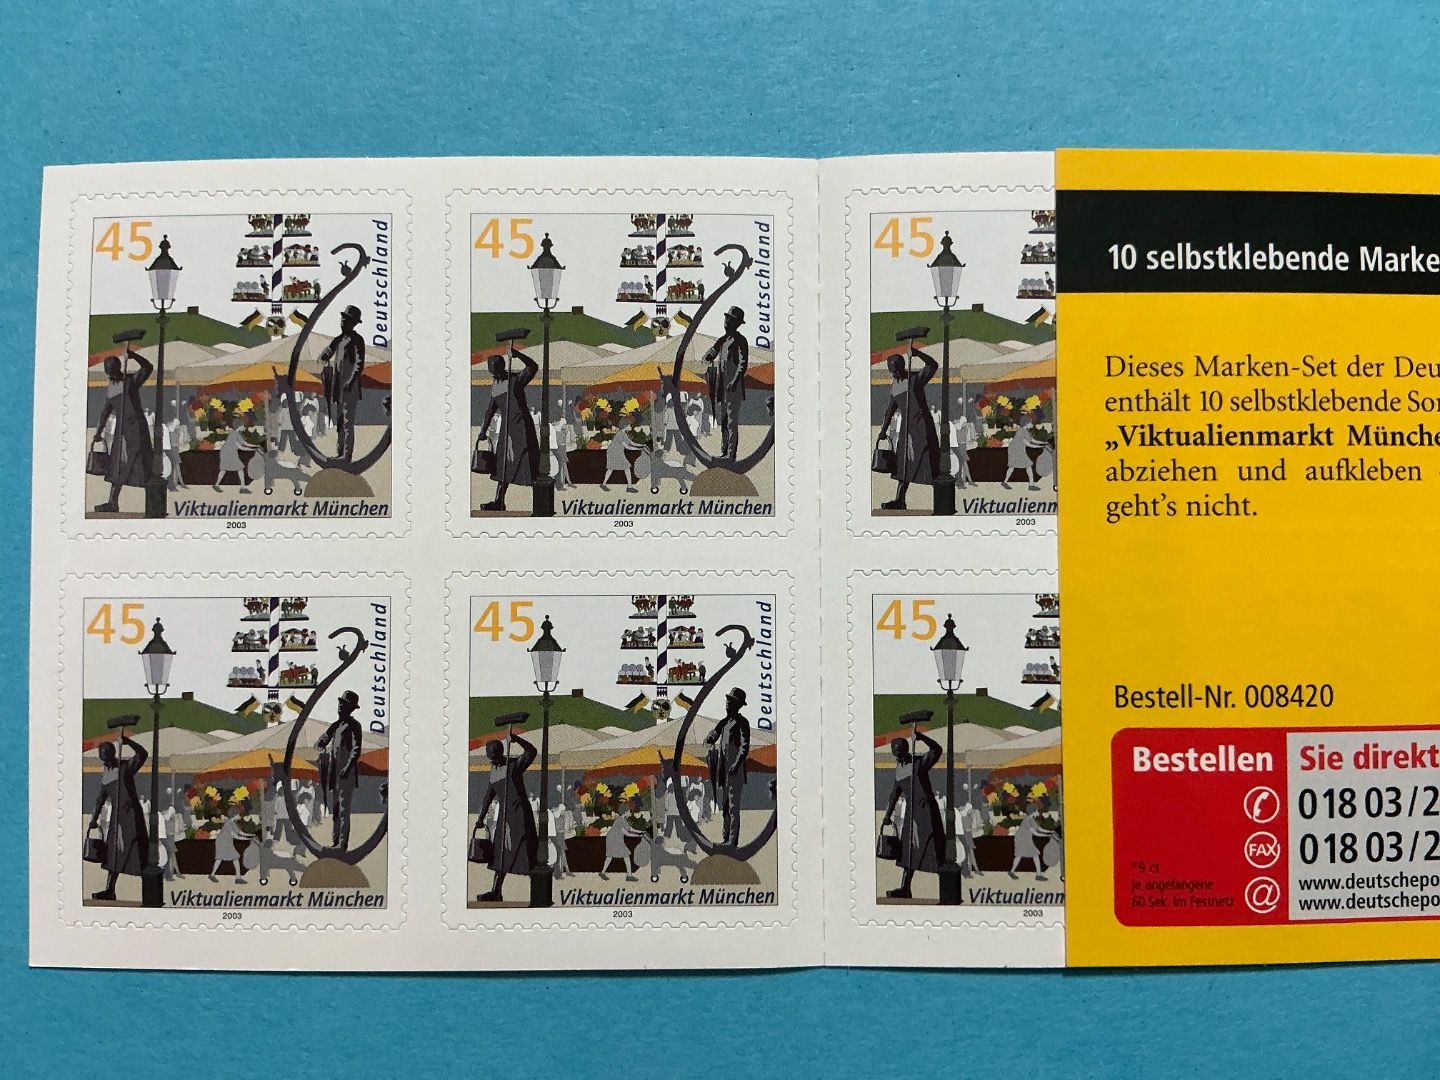 45
Deutschland
Viktualienmarkt München
2003
45
Deutschland
Viktualienmarkt München
2003
45
Viktualienm
2003
45
Deutschland
Viktualienmarkt München
2003
45
Deutschland
Viktualienmarkt München
2003
45
Viktualienm
2003
10 selbstklebende Marke
Dieses Marken-Set der Deu
enthält 10 selbstklebende Son
„Viktualienmarkt Münche
abziehen und aufkleben
geht's nicht.
Bestell-Nr. 008420
Bestellen Sie direkt
018 03/2
FAX 018 03/2
*9 ct
je angefangene
60 Sek. im Festnetz
@ www.deutschepo
www.deutschepo